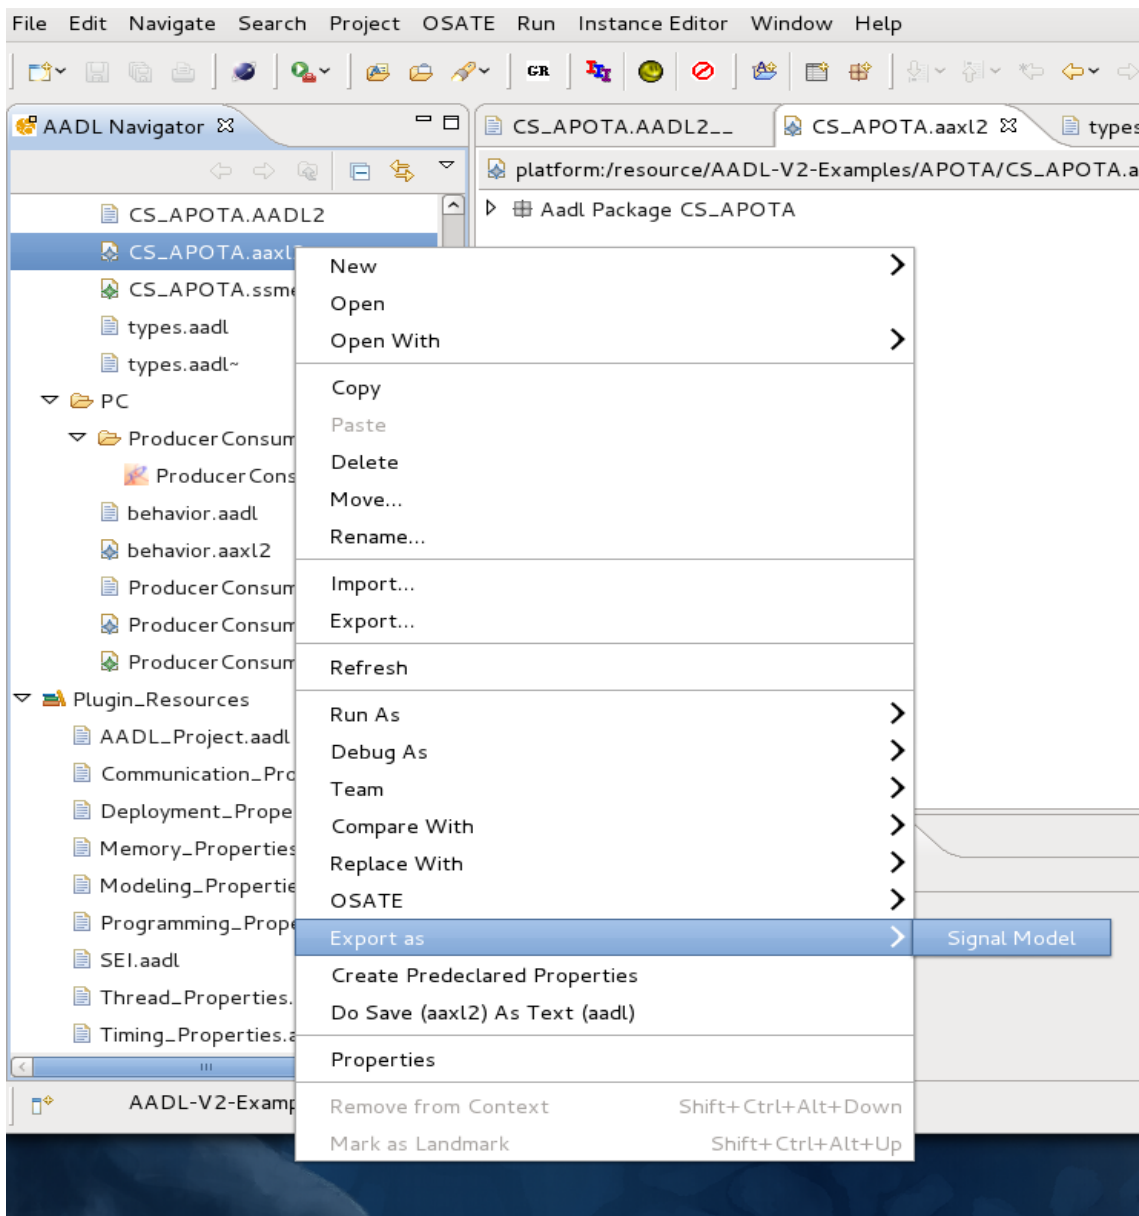 File Edit Navigate Search Project OSATE Run Instance Editor Window Help
GR
AADL Navigator
CS_APOTA.AADL2__
CS_APOTA.aaxl2
types
platform:/resource/AADL-V2-Examples/APOTA/CS_APOTA.a
Aadl Package CS_APOTA
CS_APOTA.AADL2
CS_APOTA.aaxl
CS_APOTA.ssme
types.aadl
types.aadl~
PC
ProducerConsum
ProducerCons
behavior.aadl
behavior.aaxl2
ProducerConsum
ProducerConsum
ProducerConsum
Plugin_Resources
AADL_Project.aadl
Communication_Pro
Deployment_Prope
Memory_Properties
Modeling_Propertie
Programming_Prope
SEI.aadl
Thread_Properties.
Timing_Properties.a
AADL-V2-Examp
New
Open
Open With
Copy
Paste
Delete
Move...
Rename...
Import...
Export...
Refresh
Run As
Debug As
Team
Compare With
Replace With
OSATE
Export as
Signal Model
Create Predeclared Properties
Do Save (aaxl2) As Text (aadl)
Properties
Remove from Context Shift+Ctrl+Alt+Down
Mark as Landmark Shift+Ctrl+Alt+Up